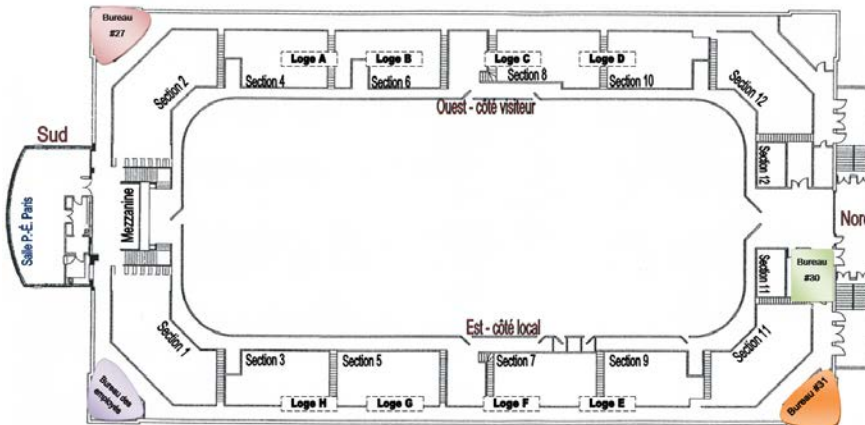 Bureau
#27
Loge A
Loge B
Loge C
Loge D
Section 2
Section 4
Section 6
Section 8
Section 10
Section 12
Ouest - côté visiteur
Sud
Salle P.-É. Paris
Mezzanine
Section 12
Nord
Section 11
Bureau
#30
Est - côté local
Section 1
Section 3
Section 5
Section 7
Section 9
Section 11
Bureau des
employés
Loge H
Loge G
Loge F
Loge E
Bureau #31